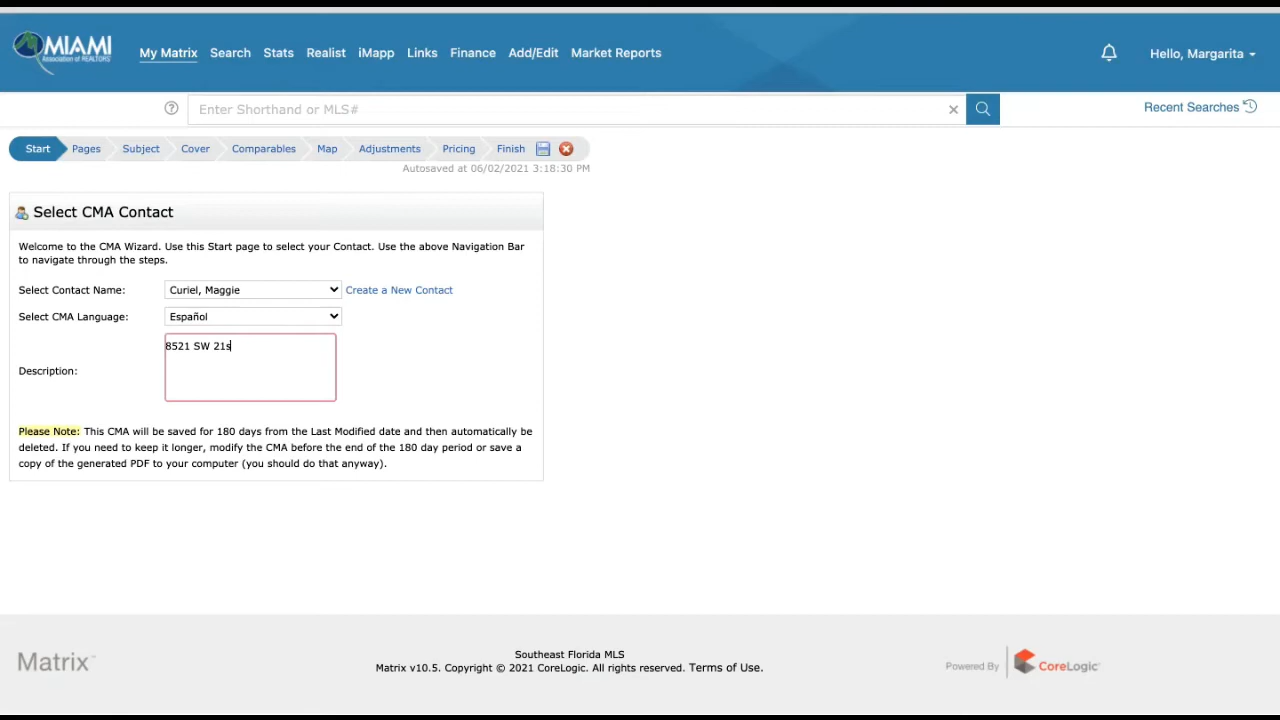 MIAMI
Association of REALTORS®
My Matrix Search Stats Realist iMapp Links Finance Add/Edit Market Reports
Hello, Margarita
Enter Shorthand or MLS#
Recent Searches
Start Pages Subject Cover Comparables Map Adjustments Pricing Finish
Autosaved at 06/02/2021 3:18:30 PM
Select CMA Contact
Welcome to the CMA Wizard. Use this Start page to select your Contact. Use the above Navigation Bar
to navigate through the steps.
Select Contact Name: Curiel, Maggie Create a New Contact
Select CMA Language: Español
8521 SW 21s
Description:
Please Note: This CMA will be saved for 180 days from the Last Modified date and then automatically be
deleted. If you need to keep it longer, modify the CMA before the end of the 180 day period or save a
copy of the generated PDF to your computer (you should do that anyway).
Matrix™
Southeast Florida MLS
Matrix v10.5. Copyright © 2021 CoreLogic. All rights reserved. Terms of Use.
Powered By CoreLogic